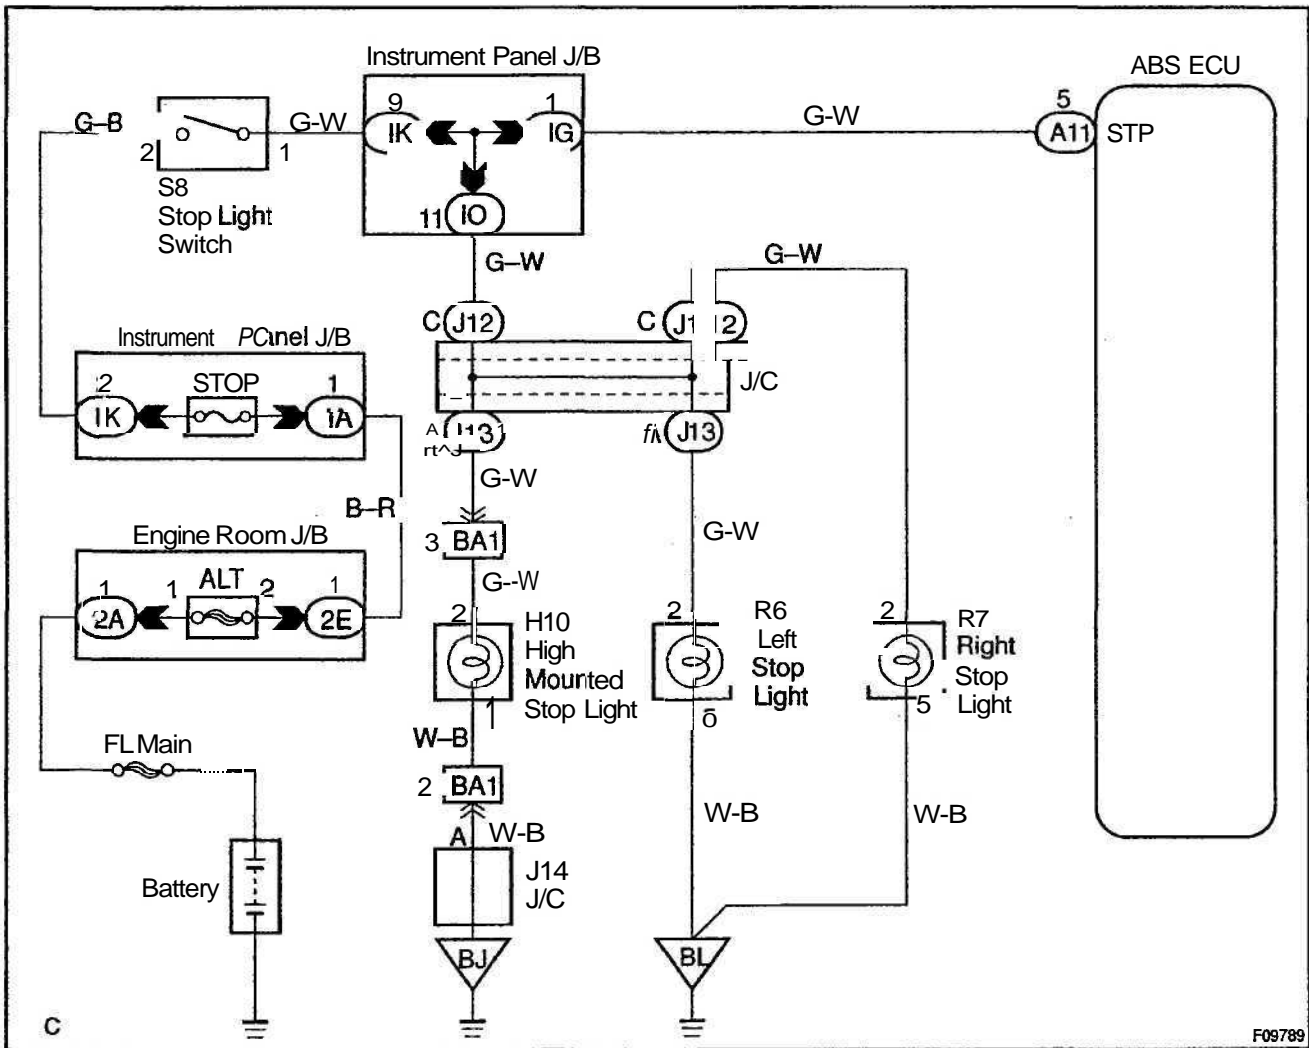 Instrument Panel J/B
ABS ECU
G-B
2
1
S8
Stop Light
Switch
G-W
9
IK
1
IG
11
IO
G-W
5
A11
STP
G-W
G-W
C
J12
C
J/C
J13
J13
Instrument
J/B
2
IK
STOP
1
1A
B-R
Engine Room J/B
1
2A
1
ALT
2
1
2E
G-W
3
BA1
G--W
2
H10
High
Mounted
Stop Light
1
W-B
2
BA1
A
W-B
J14
J/C
BJ
G-W
2
R6
Left
Stop
Light
W-B
BL
2
R7
Right
Stop
Light
5
W-B
FL Main
Battery
C
F09789